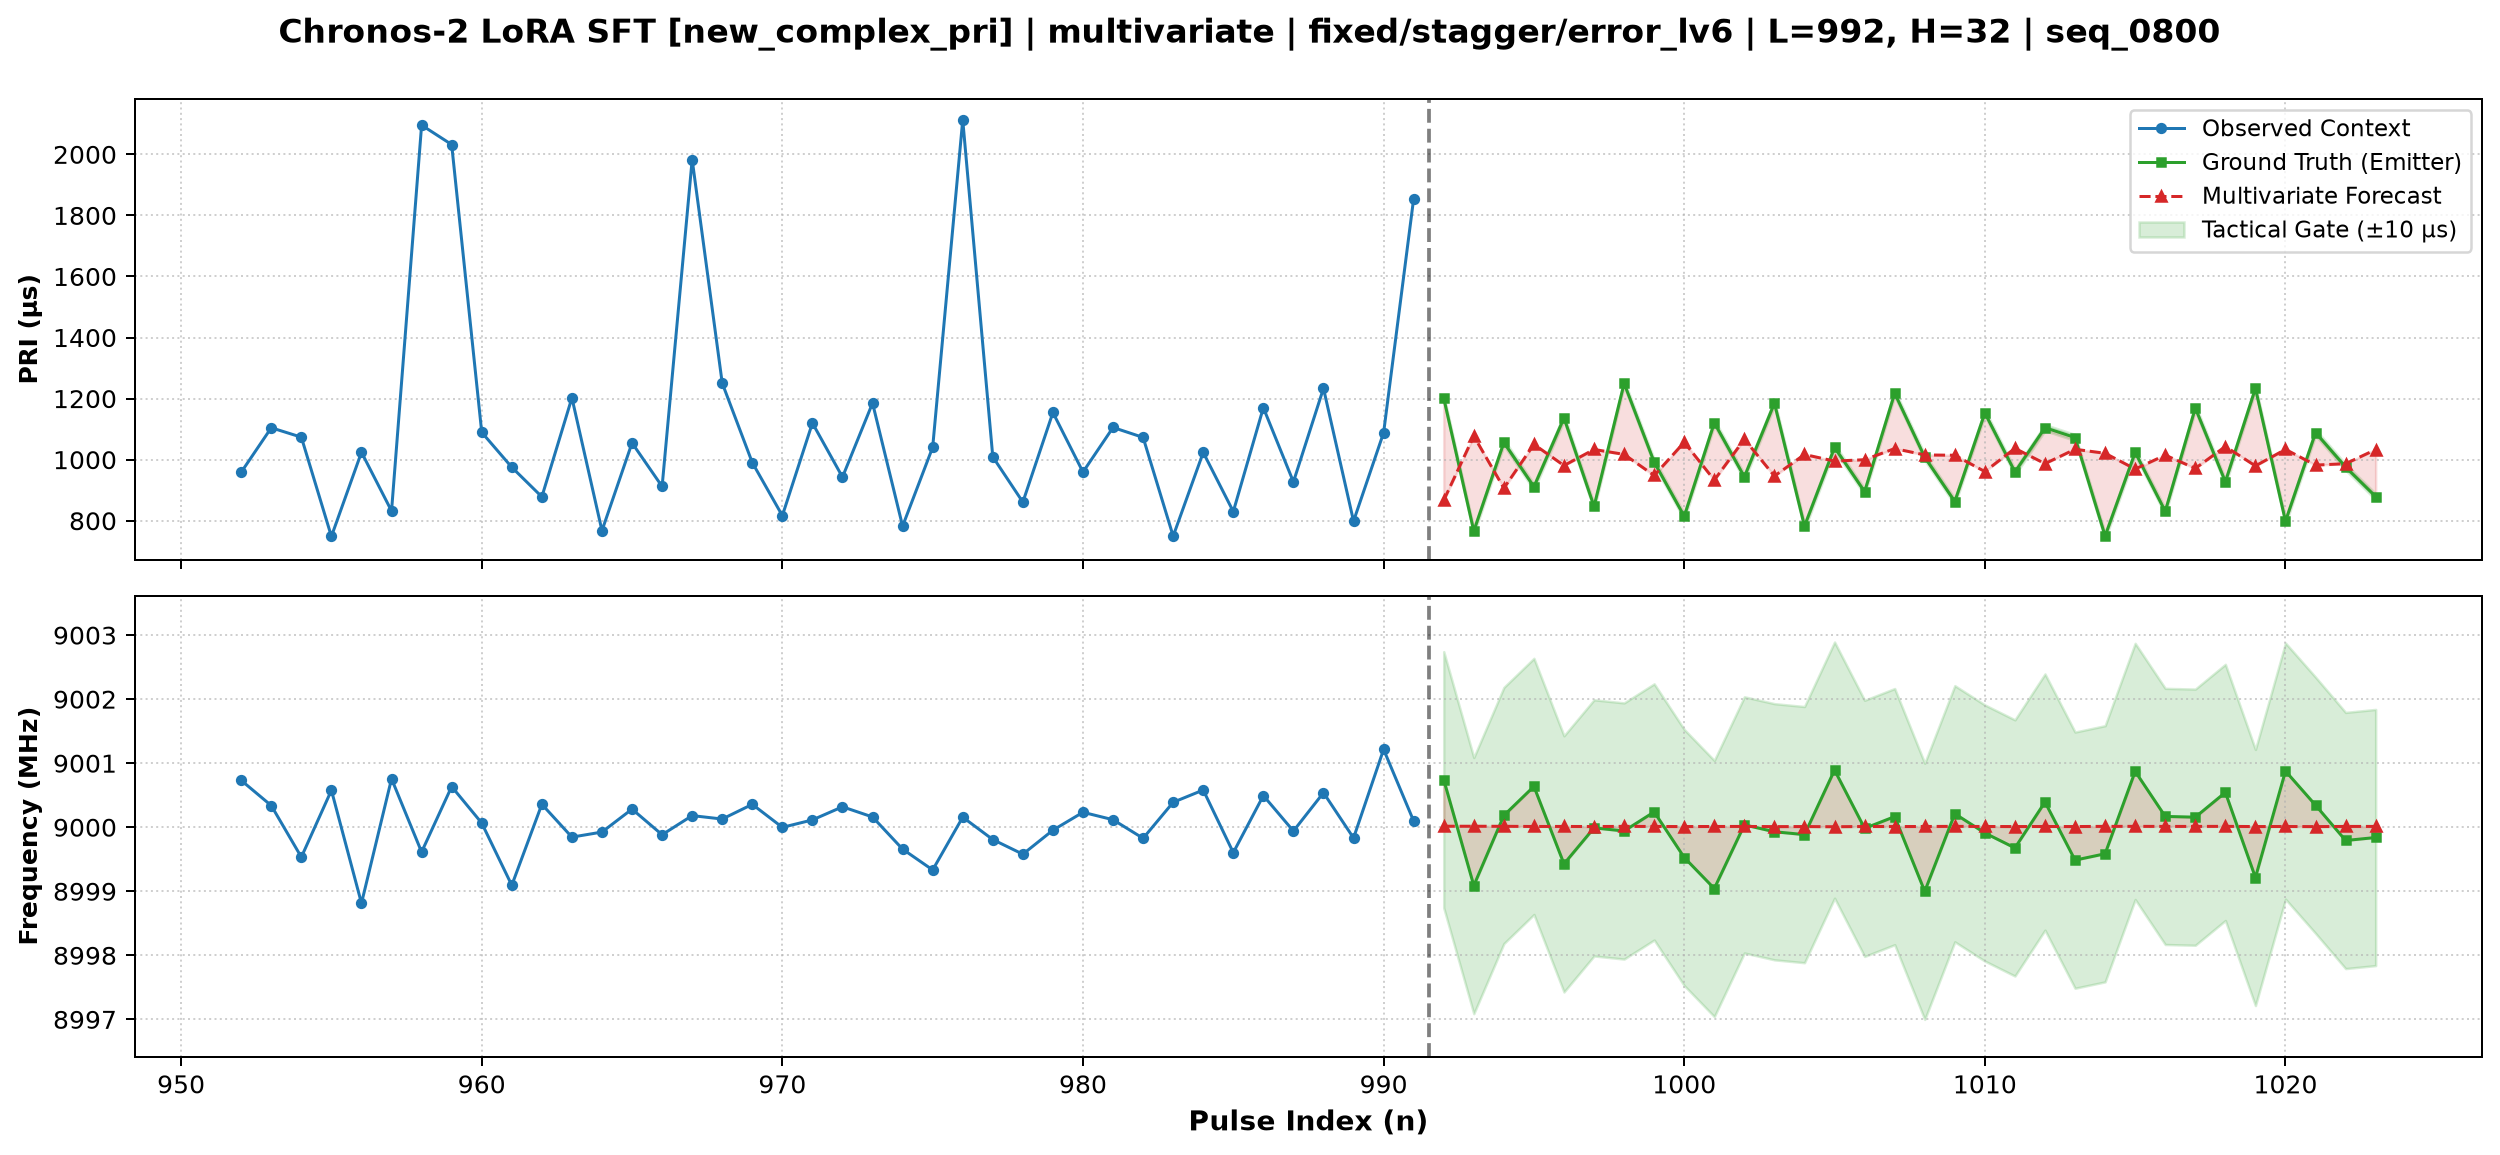 Chronos-2 LoRA SFT [new_complex_pri] | multivariate | fixed/stagger/error_lv6 | L=992, H=32 | seq_0800
PRI (µs)
2000
1800
1600
1400
1200
1000
800
Observed Context
Ground Truth (Emitter)
Multivariate Forecast
Tactical Gate (±10 µs)
Frequency (MHz)
9003
9002
9001
9000
8999
8998
8997
950 960 970 980 990 1000 1010 1020
Pulse Index (n)